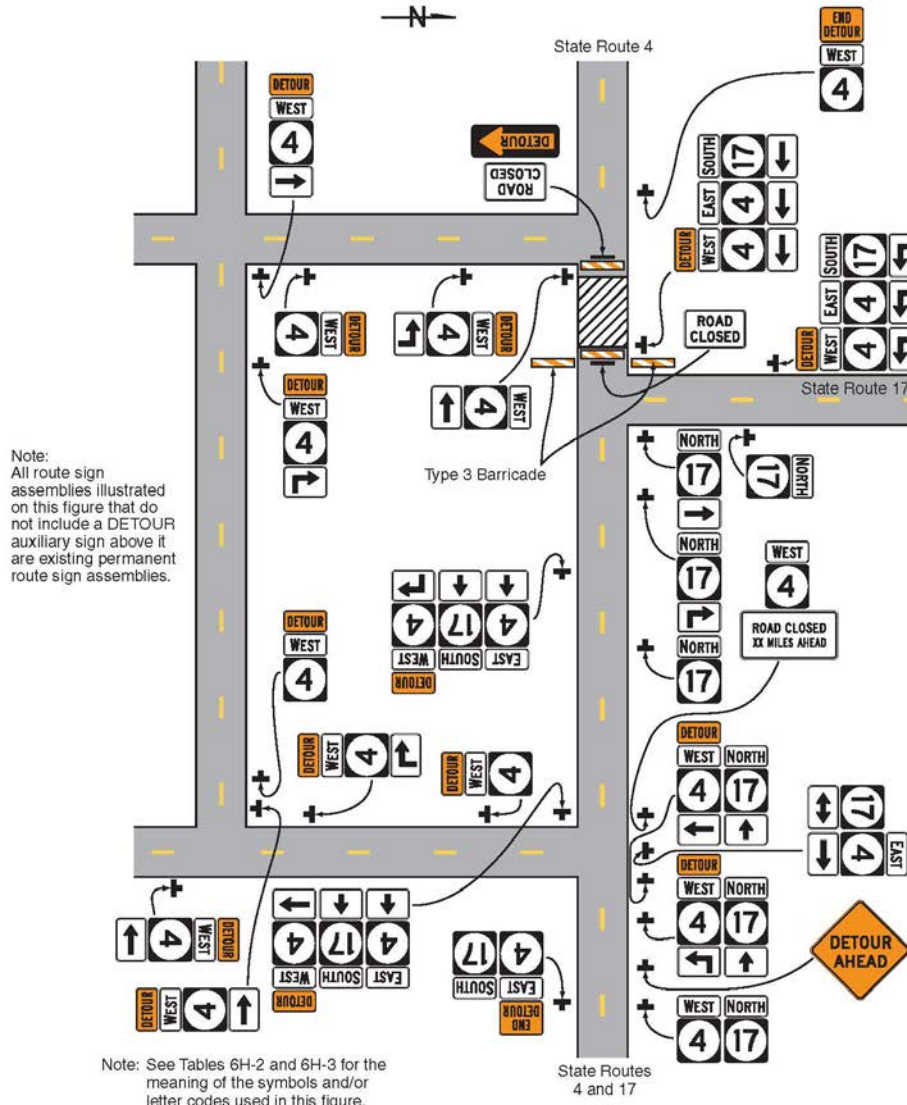 N
State Route 4
END
DETOUR
WEST
4
DETOUR
WEST
4
DETOUR
ROAD
CLOSED
SOUTH
17
EAST
4
DETOUR
WEST
4
SOUTH
17
EAST
4
DETOUR
WEST
4
ROAD
CLOSED
State Route 17
4
WEST
DETOUR
4
WEST
DETOUR
4
WEST
DETOUR
WEST
4
Type 3 Barricade
Note:
All route sign
assemblies illustrated
on this figure that do
not include a DETOUR
auxiliary sign above it
are existing permanent
route sign assemblies.
NORTH
17
17
NORTH
NORTH
17
NORTH
17
WEST
4
ROAD CLOSED
XX MILES AHEAD
4
17
4
WEST
SOUTH
EAST
DETOUR
DETOUR
WEST
4
DETOUR
WEST
4
DETOUR
WEST
4
DETOUR
WEST
NORTH
4
17
17
4
EAST
DETOUR
WEST
NORTH
4
17
DETOUR
AHEAD
4
WEST
DETOUR
DETOUR
WEST
4
4
17
4
WEST
SOUTH
EAST
DETOUR
17
4
SOUTH
EAST
END
DETOUR
WEST
NORTH
4
17
State Routes
4 and 17
Note: See Tables 6H-2 and 6H-3 for the
meaning of the symbols and/or
letter codes used in this figure.